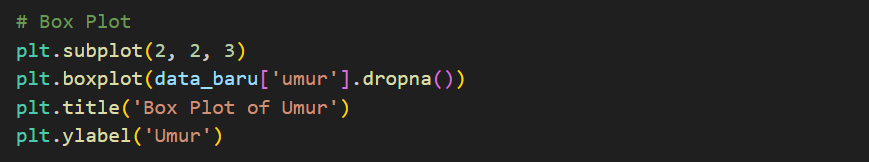 # Box Plot
plt.subplot(2, 2, 3)
plt.boxplot(data_baru['umur'].dropna())
plt.title('Box Plot of Umur')
plt.ylabel('Umur')